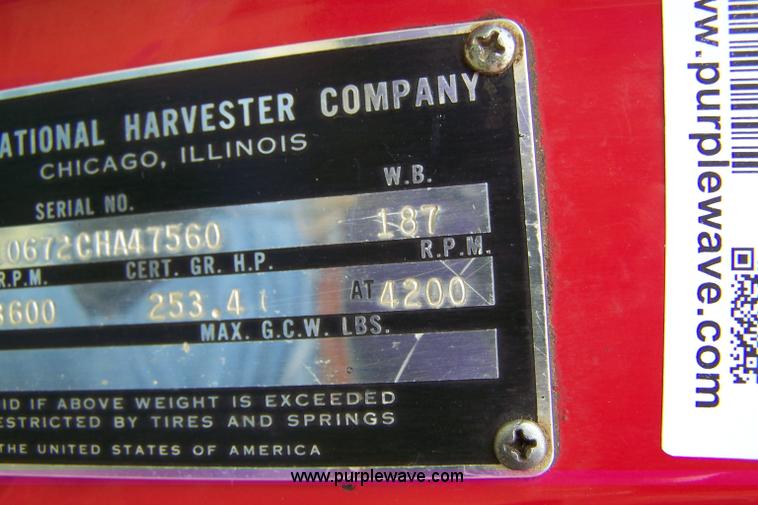 ATIONAL HARVESTER COMPANY
CHICAGO, ILLINOIS
SERIAL NO. W.B.
0672CHA47560 187
R.P.M. CERT. GR. H.P. R.P.M.
3600 253.4 AT 4200
MAX. G.C.W. LBS.
ID IF ABOVE WEIGHT IS EXCEEDED
ESTRICTED BY TIRES AND SPRINGS
THE UNITED STATES OF AMERICA
www.purplewave.com
w.purplewave.com